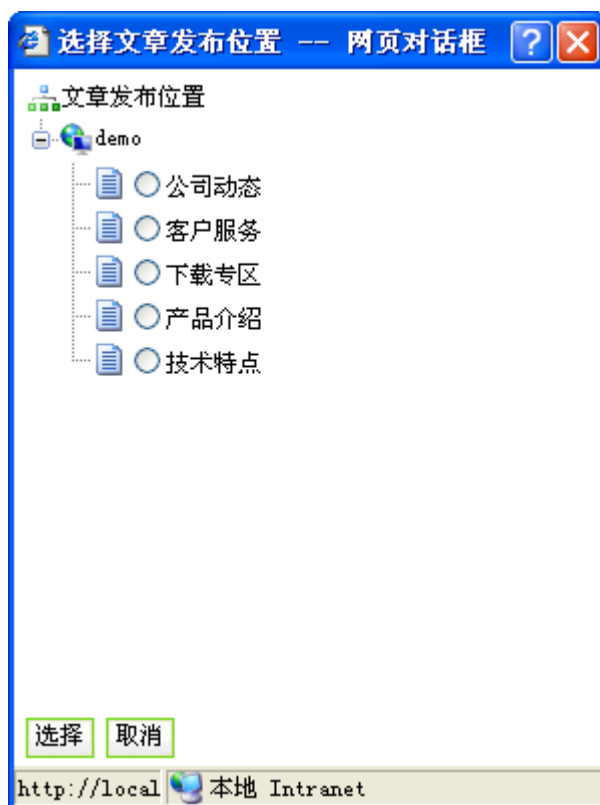 选择文章发布位置 -- 网页对话框
文章发布位置
demo
公司动态
客户服务
下载专区
产品介绍
技术特点
选择 取消
http://local 本地 Intranet